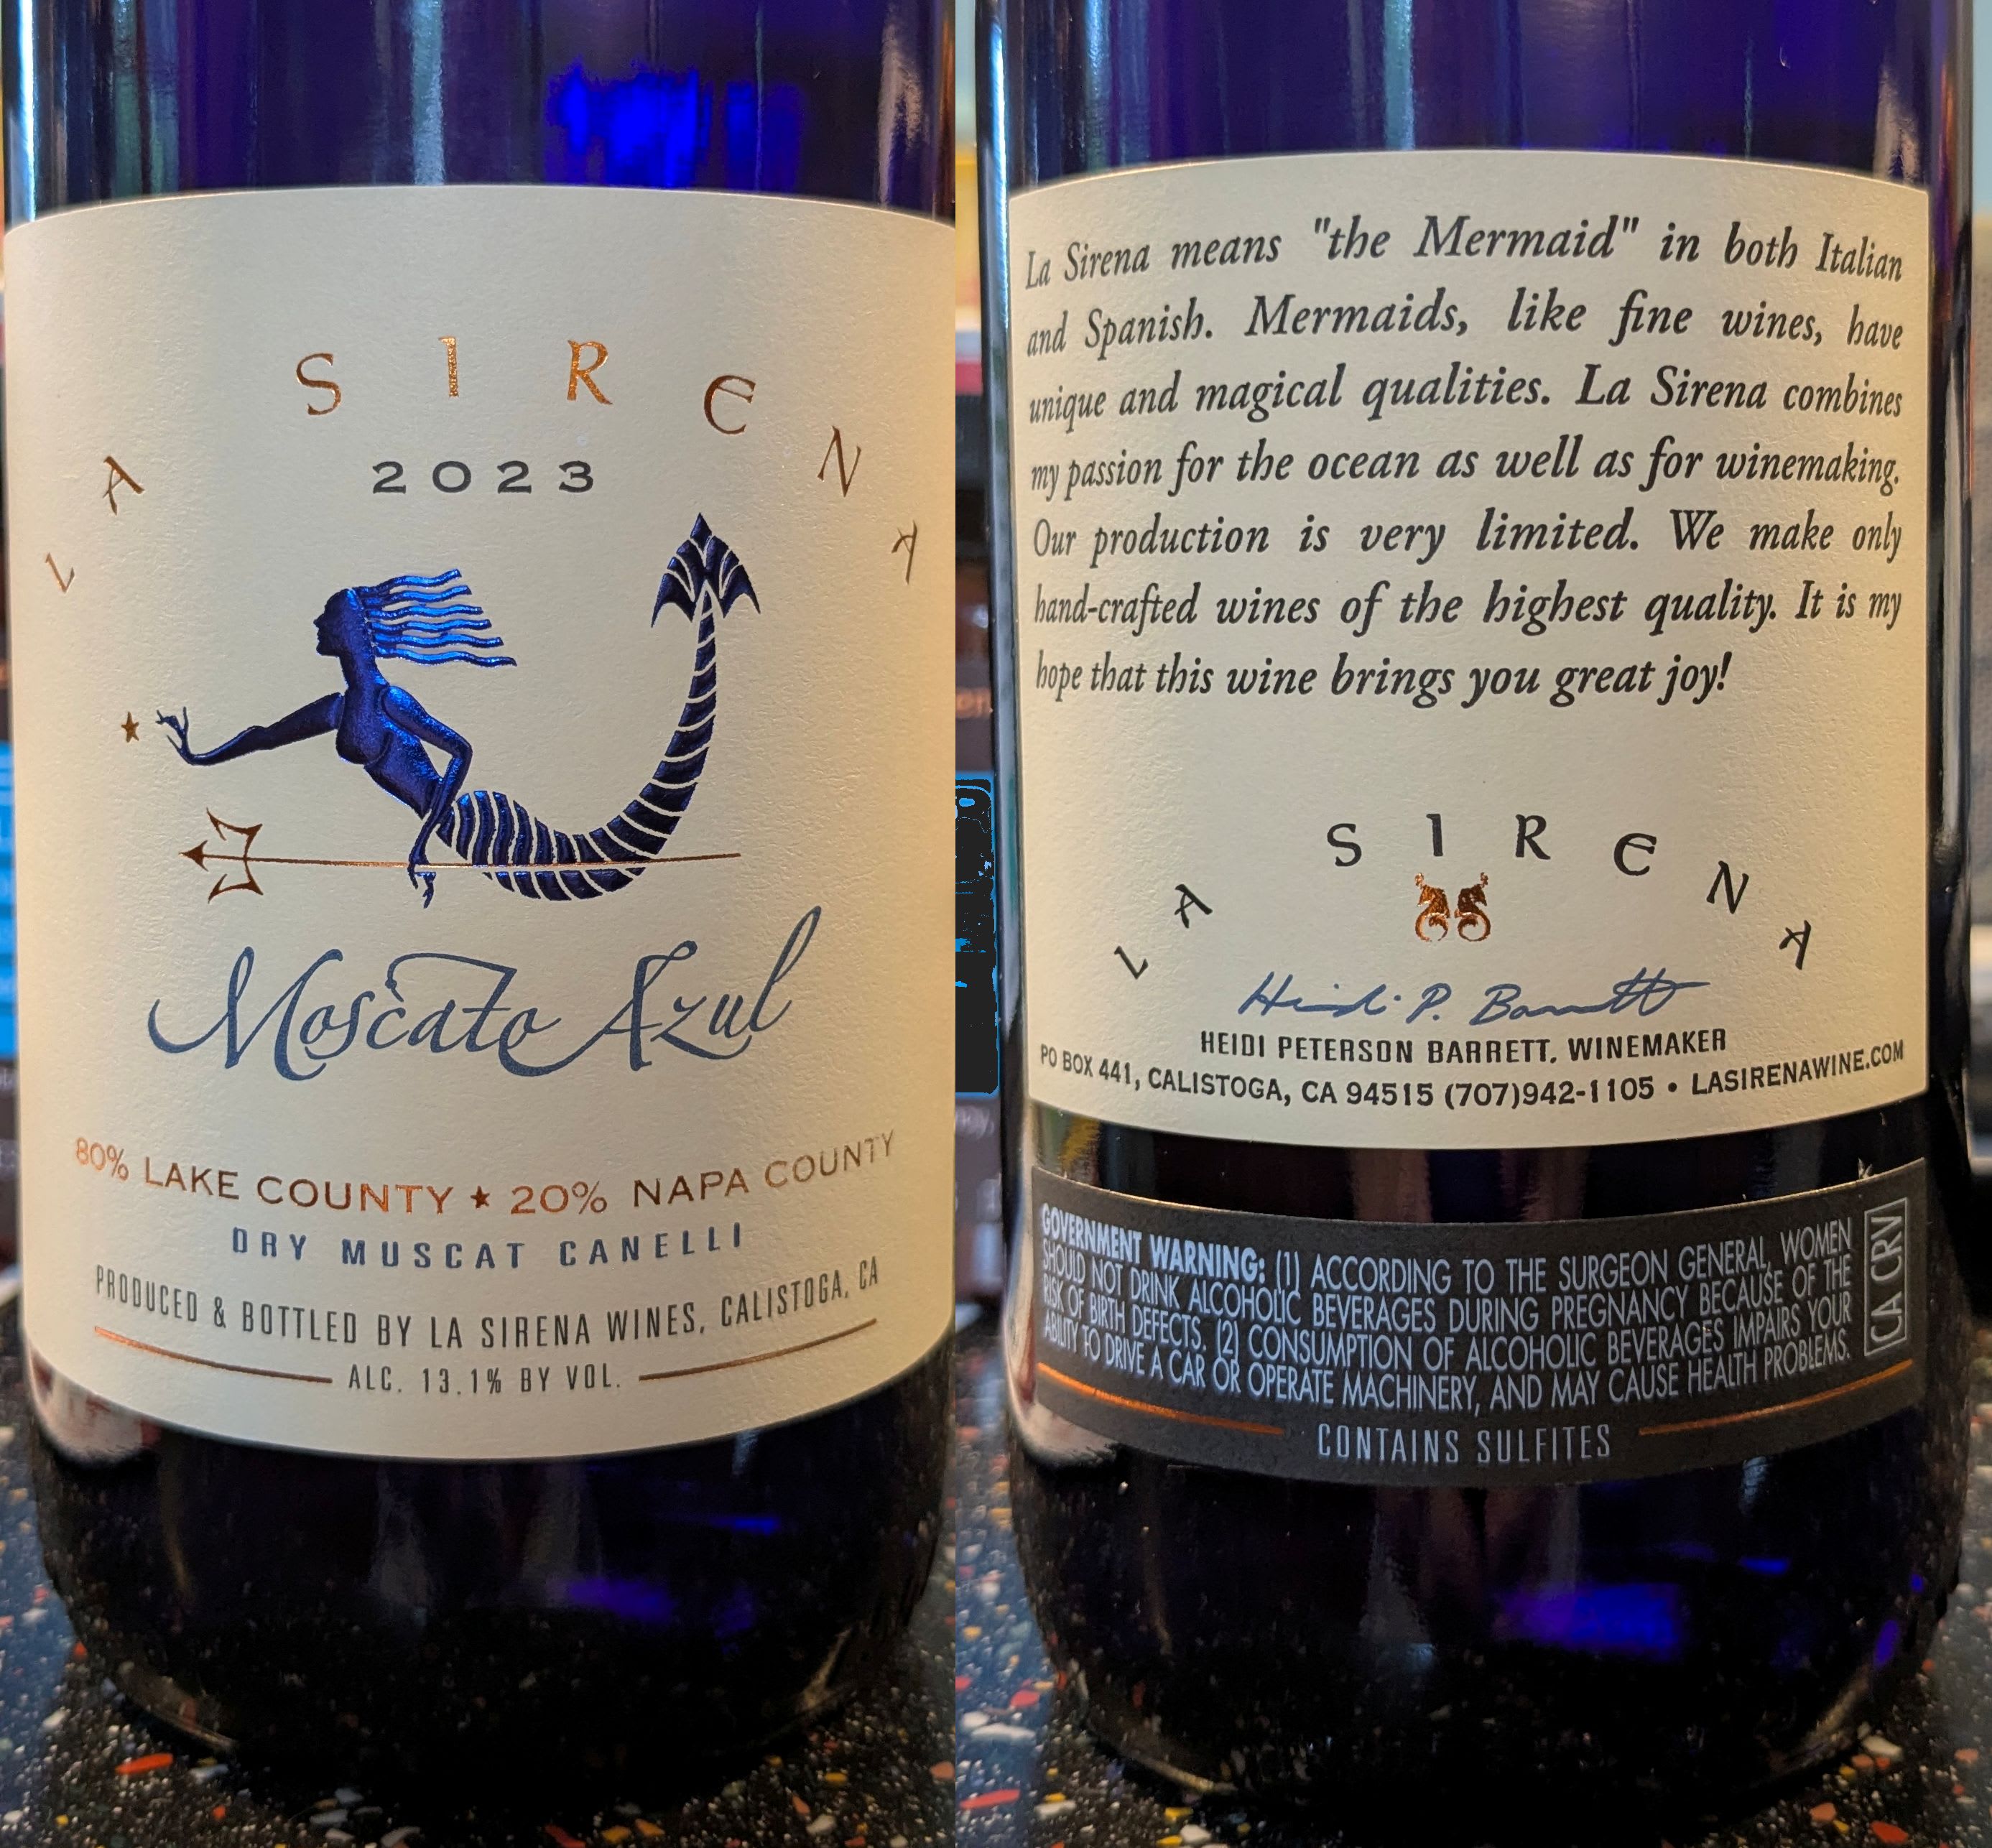 LA SIRENA
2023
Moscato Azul
80% LAKE COUNTY ★ 20% NAPA COUNTY
DRY MUSCAT CANELLI
PRODUCED & BOTTLED BY LA SIRENA WINES, CALISTOGA, CA
ALC. 13.1% BY VOL.
La Sirena means "the Mermaid" in both Italian
and Spanish. Mermaids, like fine wines, have
unique and magical qualities. La Sirena combines
my passion for the ocean as well as for winemaking.
Our production is very limited. We make only
hand-crafted wines of the highest quality. It is my
hope that this wine brings you great joy!
LA SIRENA
Heidi P. Barrett
HEIDI PETERSON BARRETT, WINEMAKER
PO BOX 441, CALISTOGA, CA 94515 (707)942-1105 • LASIRENAWINE.COM
GOVERNMENT WARNING: (1) ACCORDING TO THE SURGEON GENERAL, WOMEN
SHOULD NOT DRINK ALCOHOLIC BEVERAGES DURING PREGNANCY BECAUSE OF THE
RISK OF BIRTH DEFECTS. (2) CONSUMPTION OF ALCOHOLIC BEVERAGES IMPAIRS YOUR
ABILITY TO DRIVE A CAR OR OPERATE MACHINERY, AND MAY CAUSE HEALTH PROBLEMS.
CA CRV
CONTAINS SULFITES